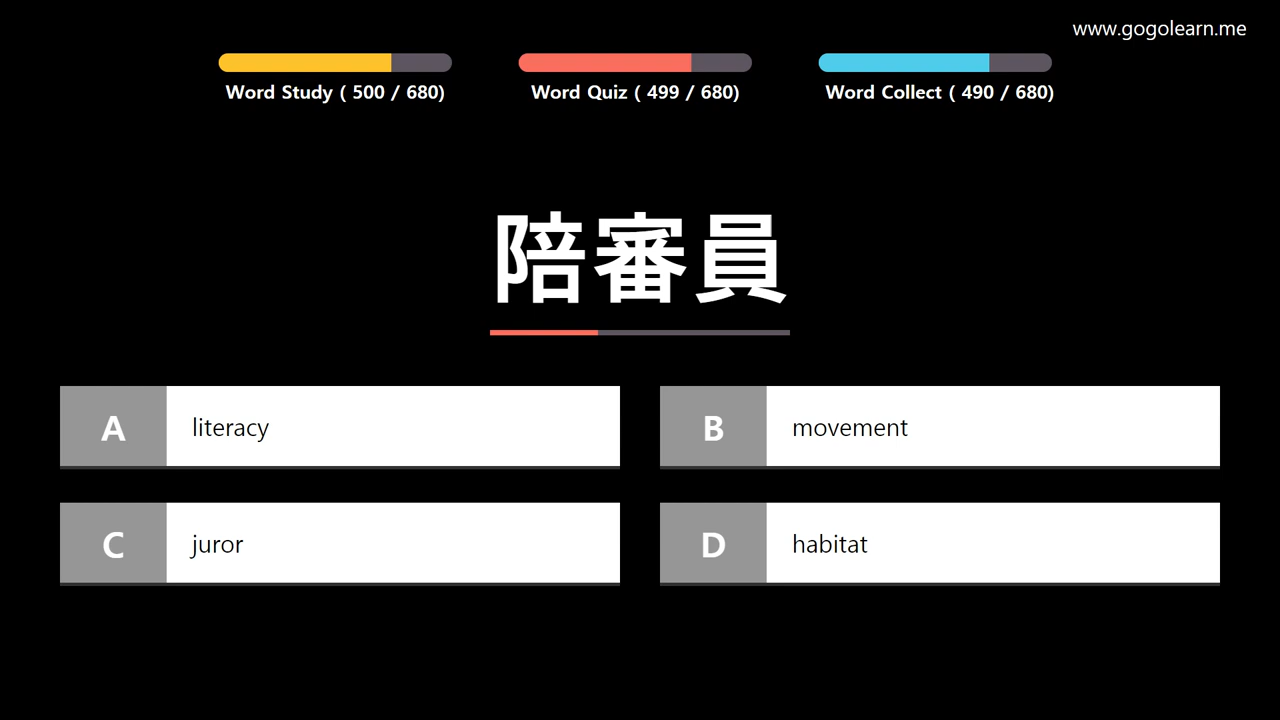 www.gogolearn.me
Word Study ( 500 / 680)
Word Quiz ( 499 / 680)
Word Collect ( 490 / 680)
陪審員
A literacy
B movement
C juror
D habitat